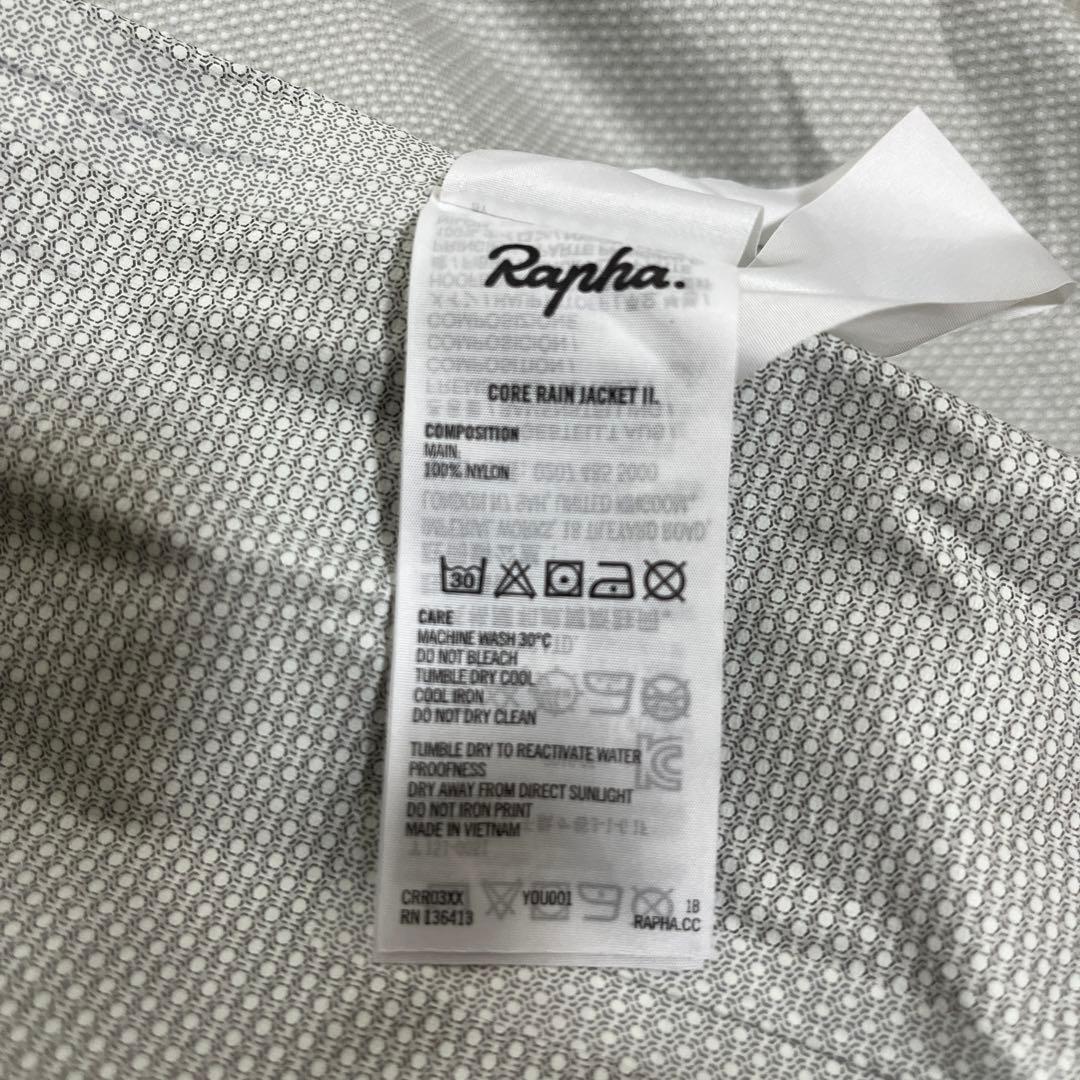 Rapha.
CORE RAIN JACKET II.
COMPOSITION
MAIN:
100% NYLON
30
CARE
MACHINE WASH 30°C
DO NOT BLEACH
TUMBLE DRY COOL
COOL IRON
DO NOT DRY CLEAN
TUMBLE DRY TO REACTIVATE WATER
PROOFNESS
DRY AWAY FROM DIRECT SUNLIGHT
DO NOT IRON PRINT
MADE IN VIETNAM
CRR03XX YOU001 18
RN 136413 RAPHA.CC